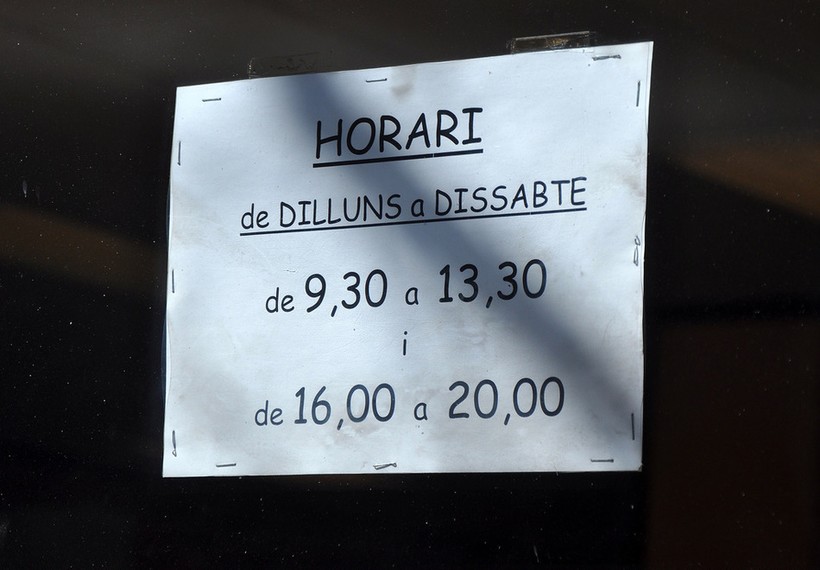 HORARI
de DILLUNS a DISSABTE
de 9,30 a 13,30
i
de 16,00 a 20,00